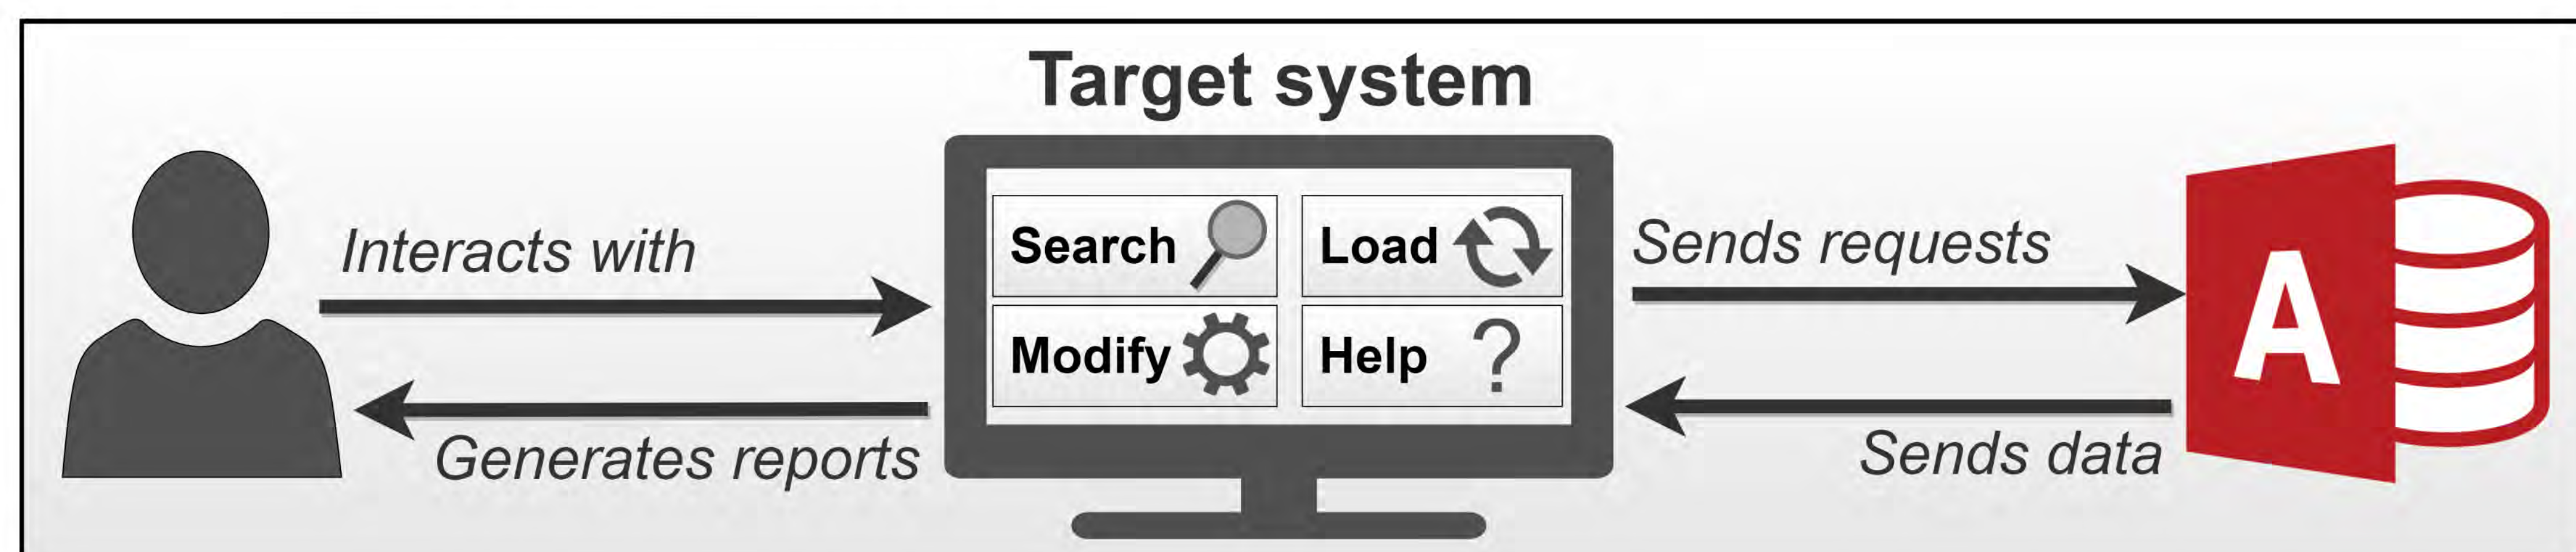 Target system
Interacts with
Search
Load
Sends requests
Modify
Help ?
Generates reports
Sends data
A